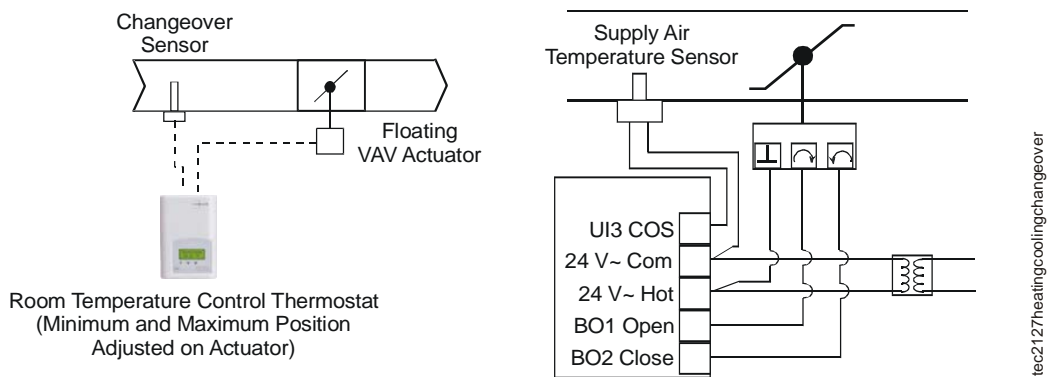 Changeover
Sensor
Floating
VAV Actuator
Room Temperature Control Thermostat
(Minimum and Maximum Position
Adjusted on Actuator)
Supply Air
Temperature Sensor
UI3 COS
24 V~ Com
24 V~ Hot
BO1 Open
BO2 Close
tec2127heatingcoolingchangeover